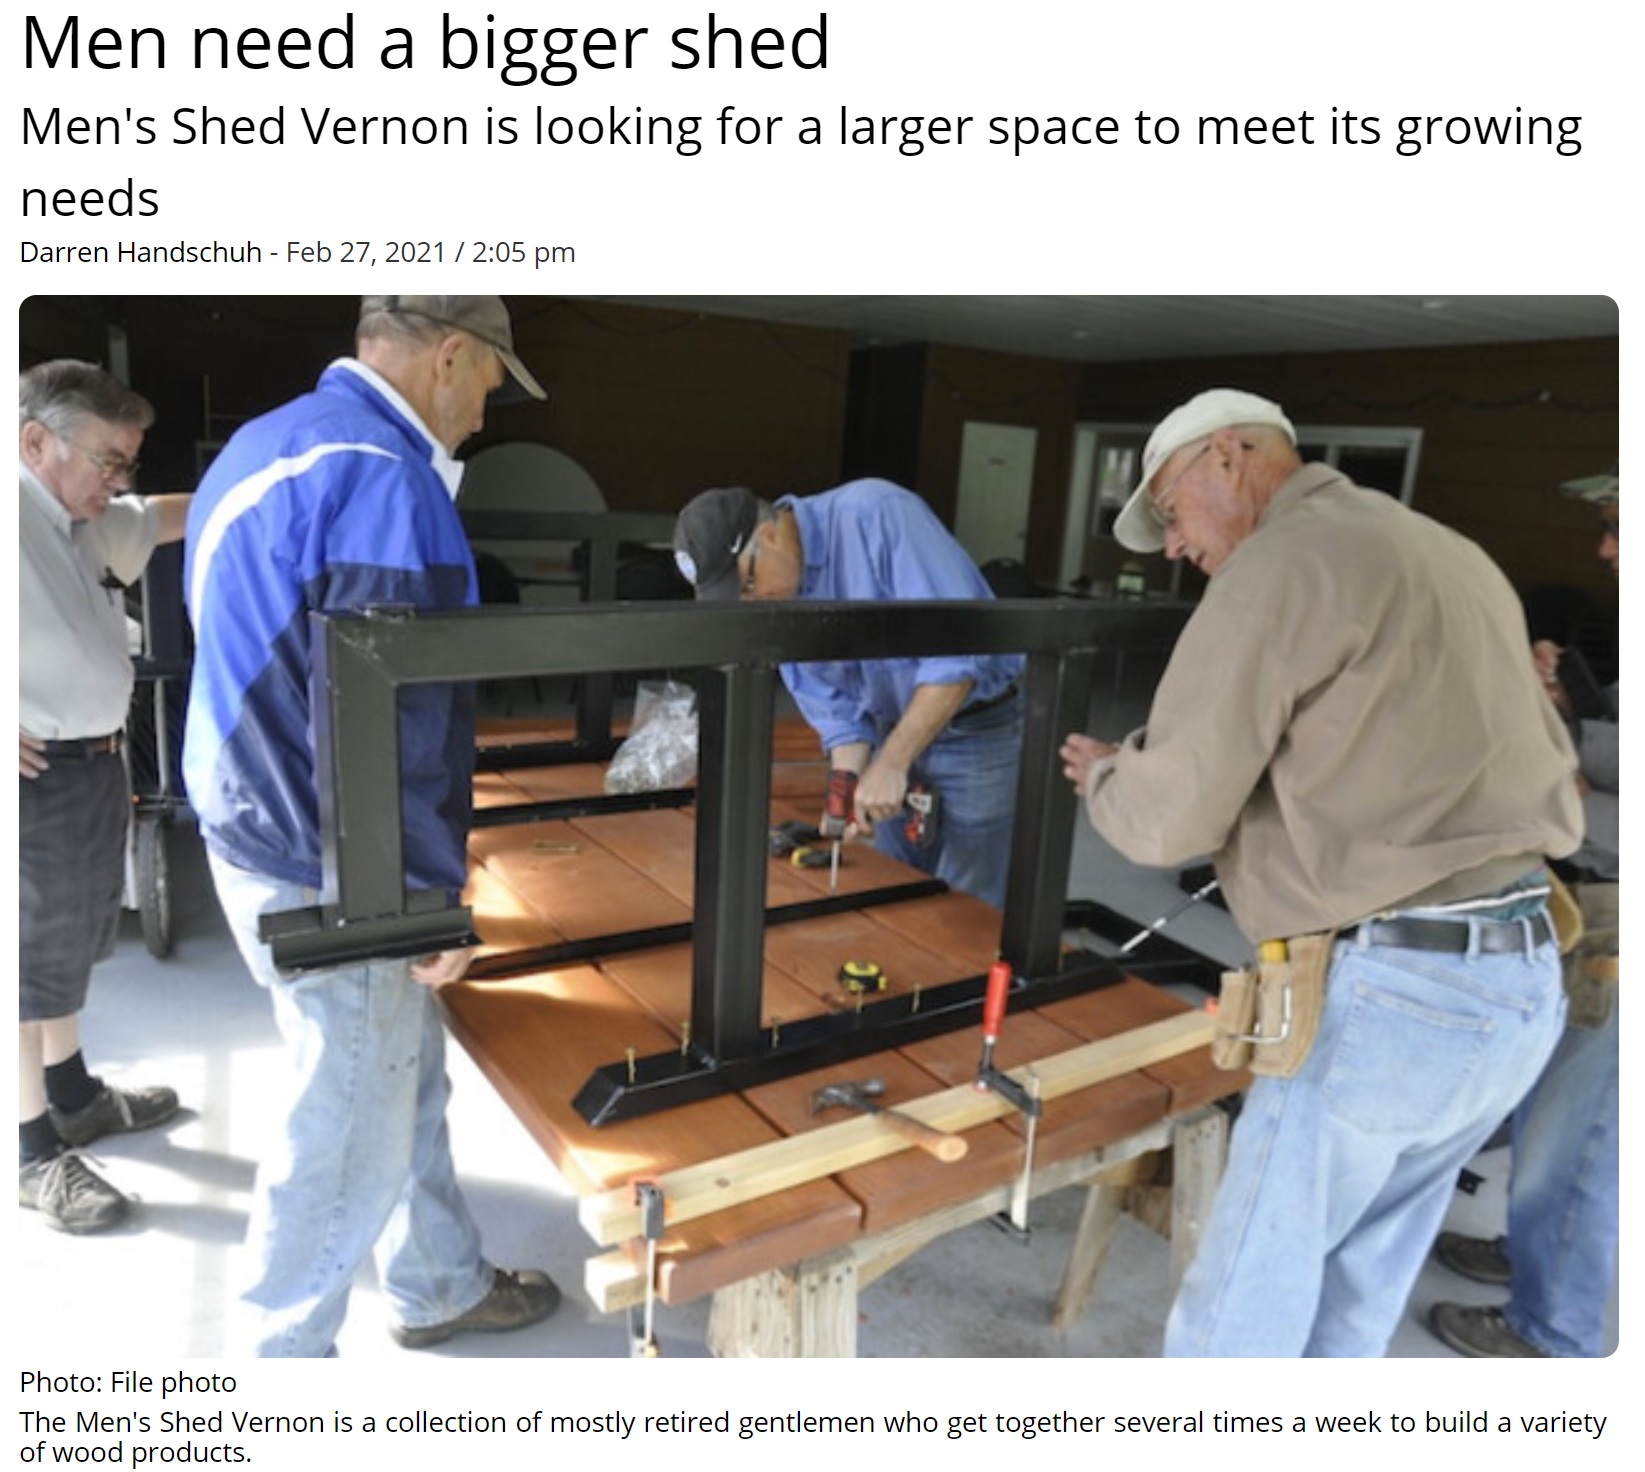 Men need a bigger shed
Men's Shed Vernon is looking for a larger space to meet its growing
needs
Darren Handschuh - Feb 27, 2021 / 2:05 pm
Photo: File photo
The Men's Shed Vernon is a collection of mostly retired gentlemen who get together several times a week to build a variety
of wood products.